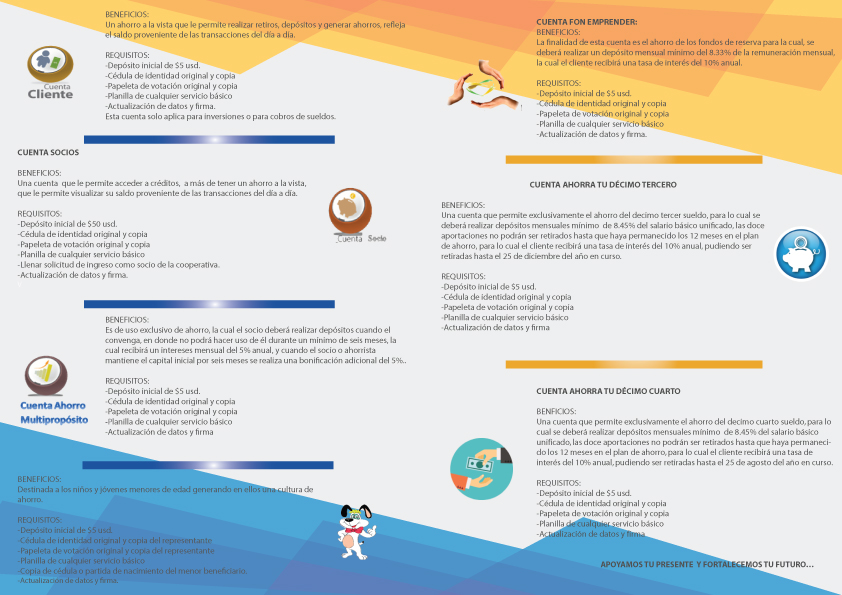 BENEFICIOS:
Un ahorro a la vista que le permite realizar retiros, depósitos y generar ahorros, refleja
el saldo proveniente de las transacciones del día a día.
REQUISITOS:
-Depósito inicial de $5 usd.
-Cédula de identidad original y copia
-Papeleta de votación original y copia
-Planilla de cualquier servicio básico
-Actualización de datos y firma.
Esta cuenta solo aplica para inversiones o para cobros de sueldos.
Cuenta
Cliente
CUENTA SOCIOS
BENEFICIOS:
Una cuenta que le permite acceder a créditos, a más de tener un ahorro a la vista,
que le permite visualizar su saldo proveniente de las transacciones del día a día.
REQUISITOS:
-Depósito inicial de $50 usd.
-Cédula de identidad original y copia
-Papeleta de votación original y copia
-Planilla de cualquier servicio básico
-Llenar solicitud de ingreso como socio de la cooperativa.
-Actualización de datos y firma.
Cuenta Socio
BENEFICIOS:
Es de uso exclusivo de ahorro, la cual el socio deberá realizar depósitos cuando el
convenga, en donde no podrá hacer uso de él durante un mínimo de seis meses, la
cual recibirá un intereses mensual del 5% anual, y cuando el socio o ahorrista
mantiene el capital inicial por seis meses se realiza una bonificación adicional del 5%..
REQUISITOS:
-Depósito inicial de $5 usd.
-Cédula de identidad original y copia
-Papeleta de votación original y copia
-Planilla de cualquier servicio básico
-Actualización de datos y firma
Cuenta Ahorro
Multipropósito
BENEFICIOS:
Destinada a los niños y jóvenes menores de edad generando en ellos una cultura de
ahorro.
REQUISITOS:
-Depósito inicial de $5 usd.
-Cédula de identidad original y copia del representante
-Papeleta de votación original y copia del representante
-Planilla de cualquier servicio básico
-Copia de cédula o partida de nacimiento del menor beneficiario.
-Actualización de datos y firma.
CUENTA FON EMPRENDER:
BENEFICIOS:
La finalidad de esta cuenta es el ahorro de los fondos de reserva para la cual, se
deberá realizar un depósito mensual mínimo del 8.33% de la remuneración mensual,
la cual el cliente recibirá una tasa de interés del 10% anual.
REQUISITOS:
-Depósito inicial de $5 usd.
-Cédula de identidad original y copia
-Papeleta de votación original y copia
-Planilla de cualquier servicio básico
-Actualización de datos y firma.
CUENTA AHORRA TU DÉCIMO TERCERO
BENEFICIOS:
Una cuenta que permite exclusivamente el ahorro del decimo tercer sueldo, para lo cual se
deberá realizar depósitos mensuales mínimo de 8.45% del salario básico unificado, las doce
aportaciones no podrán ser retirados hasta que haya permanecido los 12 meses en el plan
de ahorro, para lo cual el cliente recibirá una tasa de interés del 10% anual, pudiendo ser
retiradas hasta el 25 de diciembre del año en curso.
REQUISITOS:
-Depósito inicial de $5 usd.
-Cédula de identidad original y copia
-Papeleta de votación original y copia
-Planilla de cualquier servicio básico
-Actualización de datos y firma
CUENTA AHORRA TU DÉCIMO CUARTO
BENFICIOS:
Una cuenta que permite exclusivamente el ahorro del decimo cuarto sueldo, para lo
cual se deberá realizar depósitos mensuales mínimo de 8.45% del salario básico
unificado, las doce aportaciones no podrán ser retirados hasta que haya permaneci-
do los 12 meses en el plan de ahorro, para lo cual el cliente recibirá una tasa de
interés del 10% anual, pudiendo ser retiradas hasta el 25 de agosto del año en curso.
REQUISITOS:
-Depósito inicial de $5 usd.
-Cédula de identidad original y copia
-Papeleta de votación original y copia
-Planilla de cualquier servicio básico
-Actualización de datos y firma
APOYAMOS TU PRESENTE Y FORTALECEMOS TU FUTURO...